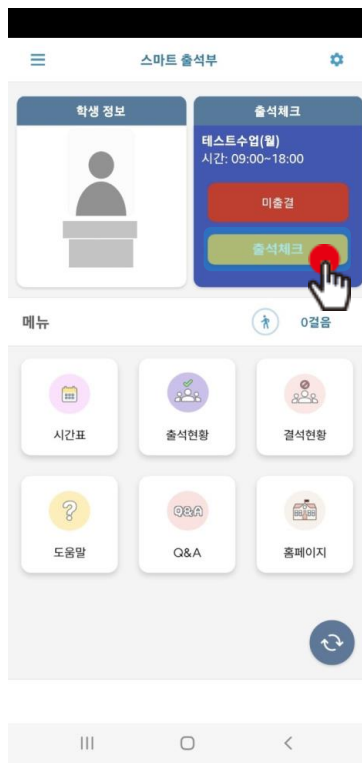 스마트 출석부
학생 정보
출석체크
테스트수업(월)
시간: 09:00~18:00
미출결
출석체크
메뉴
0걸음
시간표
출석현황
결석현황
Q&A
도움말
Q&A
홈페이지